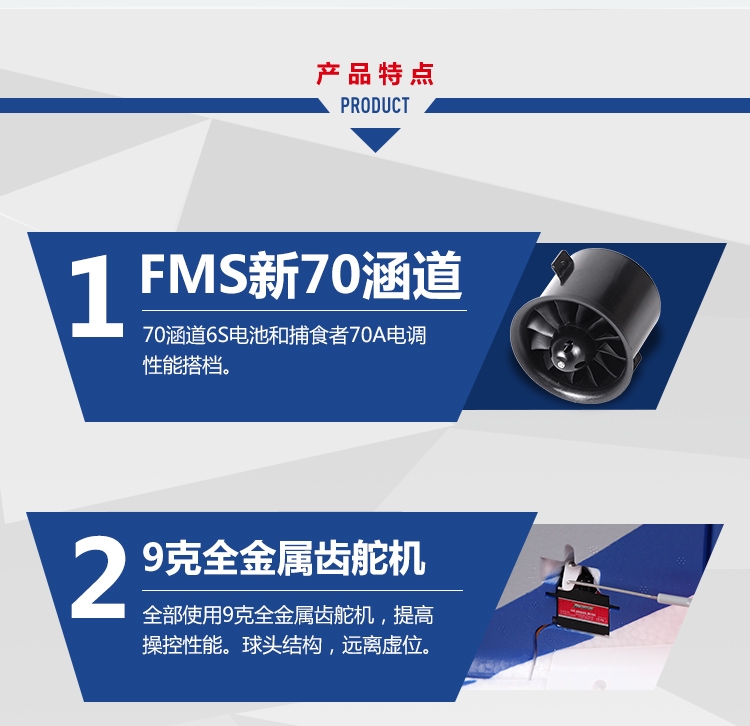 产品特点
PRODUCT
1
FMS新70涵道
70涵道6S电池和捕食者70A电调
性能搭档。
2
9克全金属齿舵机
全部使用9克全金属齿舵机，提高
操控性能。球头结构，远离虚位。